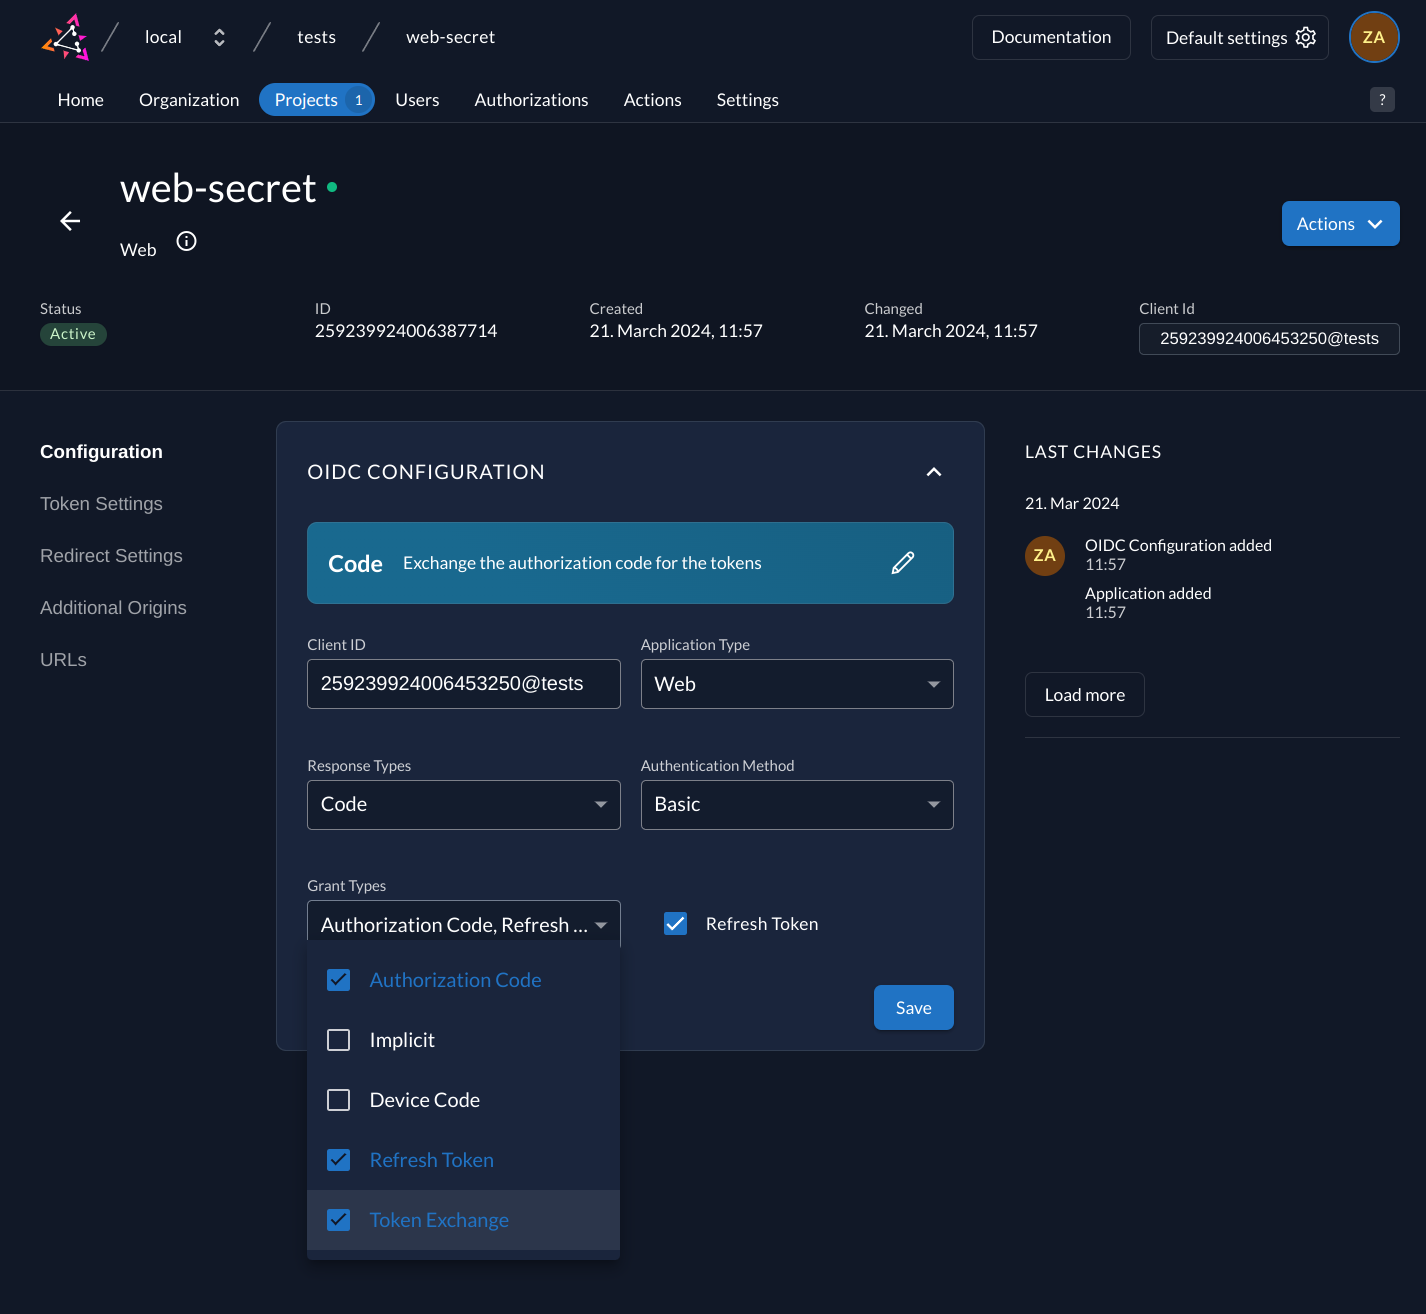 local
tests
web-secret
Documentation
Default settings
ZA
Home
Organization
Projects 1
Users
Authorizations
Actions
Settings
?
web-secret
Web
Actions
Status
Active
ID
259239924006387714
Created
21. March 2024, 11:57
Changed
21. March 2024, 11:57
Client Id
259239924006453250@tests
Configuration
Token Settings
Redirect Settings
Additional Origins
URLs
OIDC CONFIGURATION
Code Exchange the authorization code for the tokens
Client ID
259239924006453250@tests
Application Type
Web
Response Types
Code
Authentication Method
Basic
Grant Types
Authorization Code, Refresh ...
Refresh Token
Authorization Code
Implicit
Device Code
Refresh Token
Token Exchange
Save
LAST CHANGES
21. Mar 2024
ZA
OIDC Configuration added
11:57
Application added
11:57
Load more